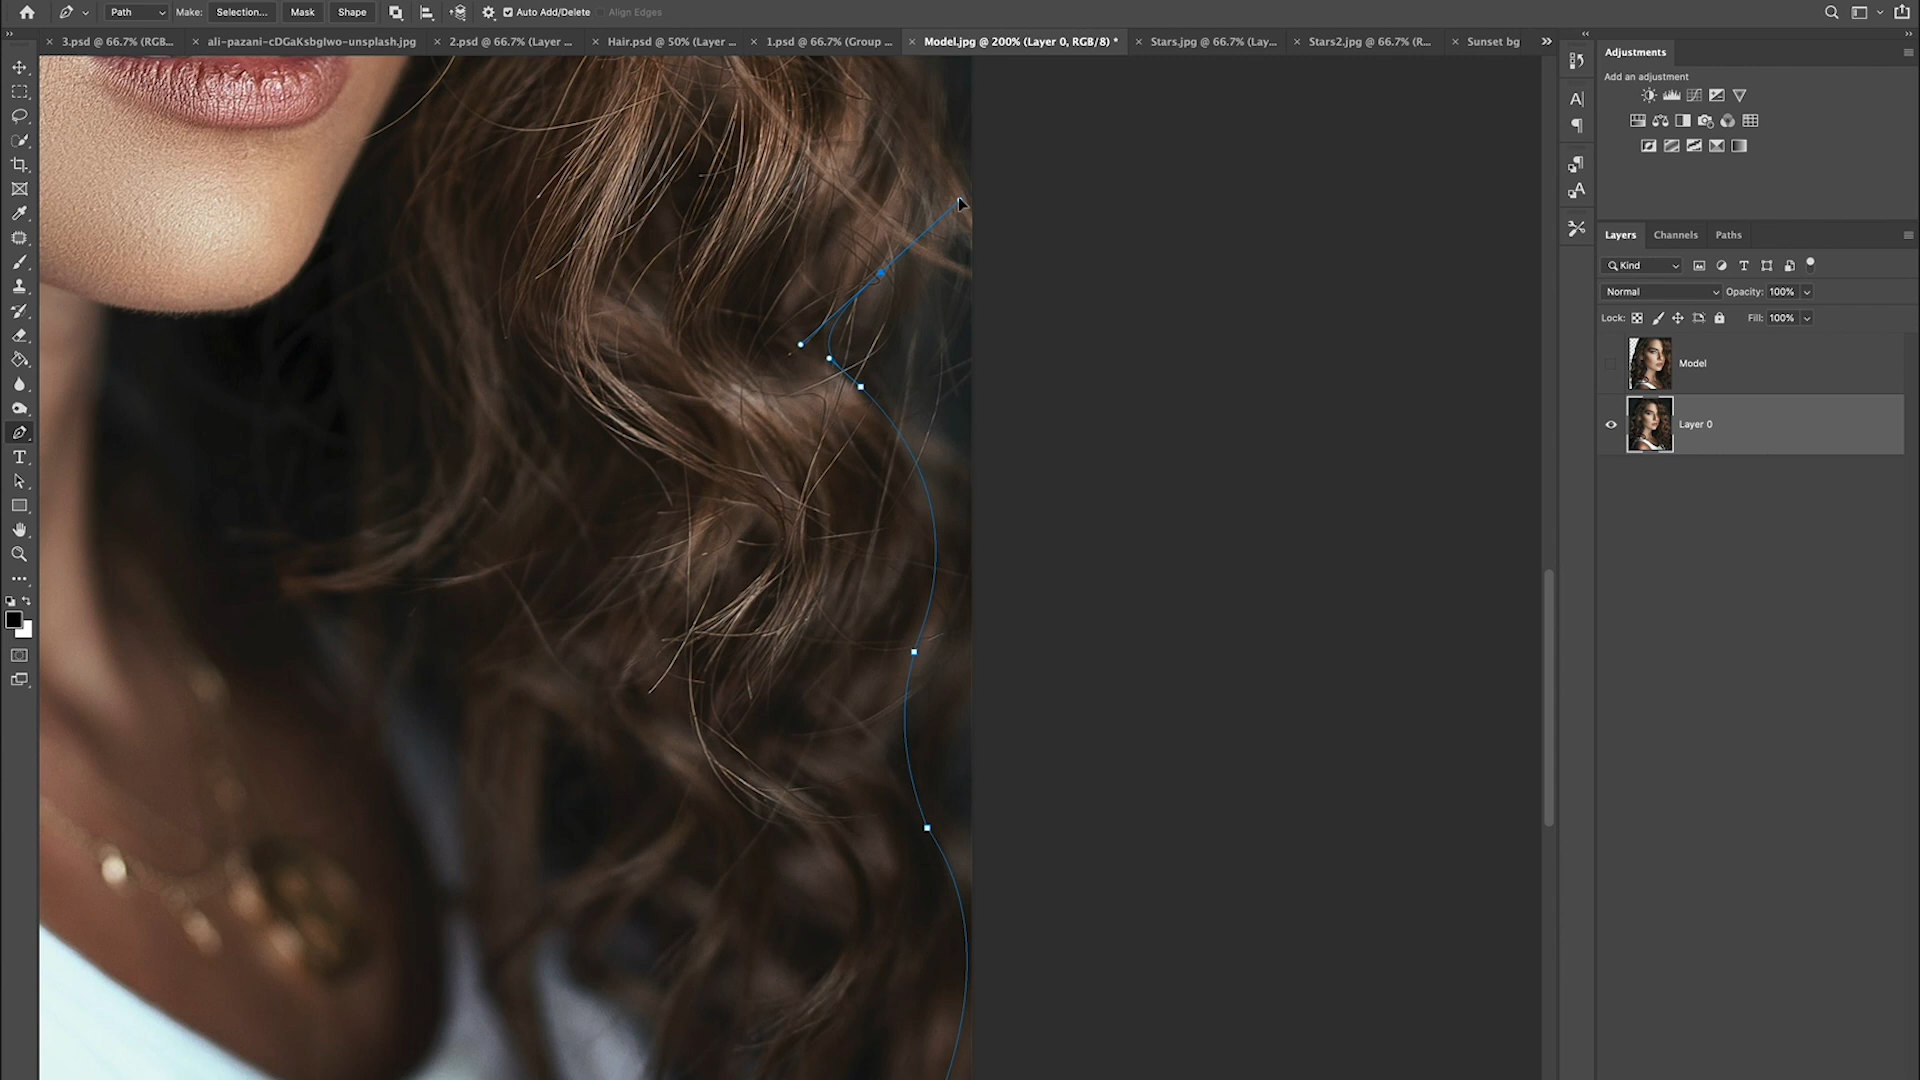 Path Make: Selection... Mask Shape Auto Add/Delete Align Edges
3.psd @ 66.7% (RGB... ali-pazani-cDGaKsbglwo-unsplash.jpg 2.psd @ 66.7% (Layer ... Hair.psd @ 50% (Layer ... 1.psd @ 66.7% (Group ... Model.jpg @ 200% (Layer 0, RGB/8) * Stars.jpg @ 66.7% (Lay... Stars2.jpg @ 66.7% (R... Sunset bg
Adjustments
Add an adjustment
Layers Channels Paths
Kind
Normal Opacity: 100%
Lock: Fill: 100%
Model
Layer 0